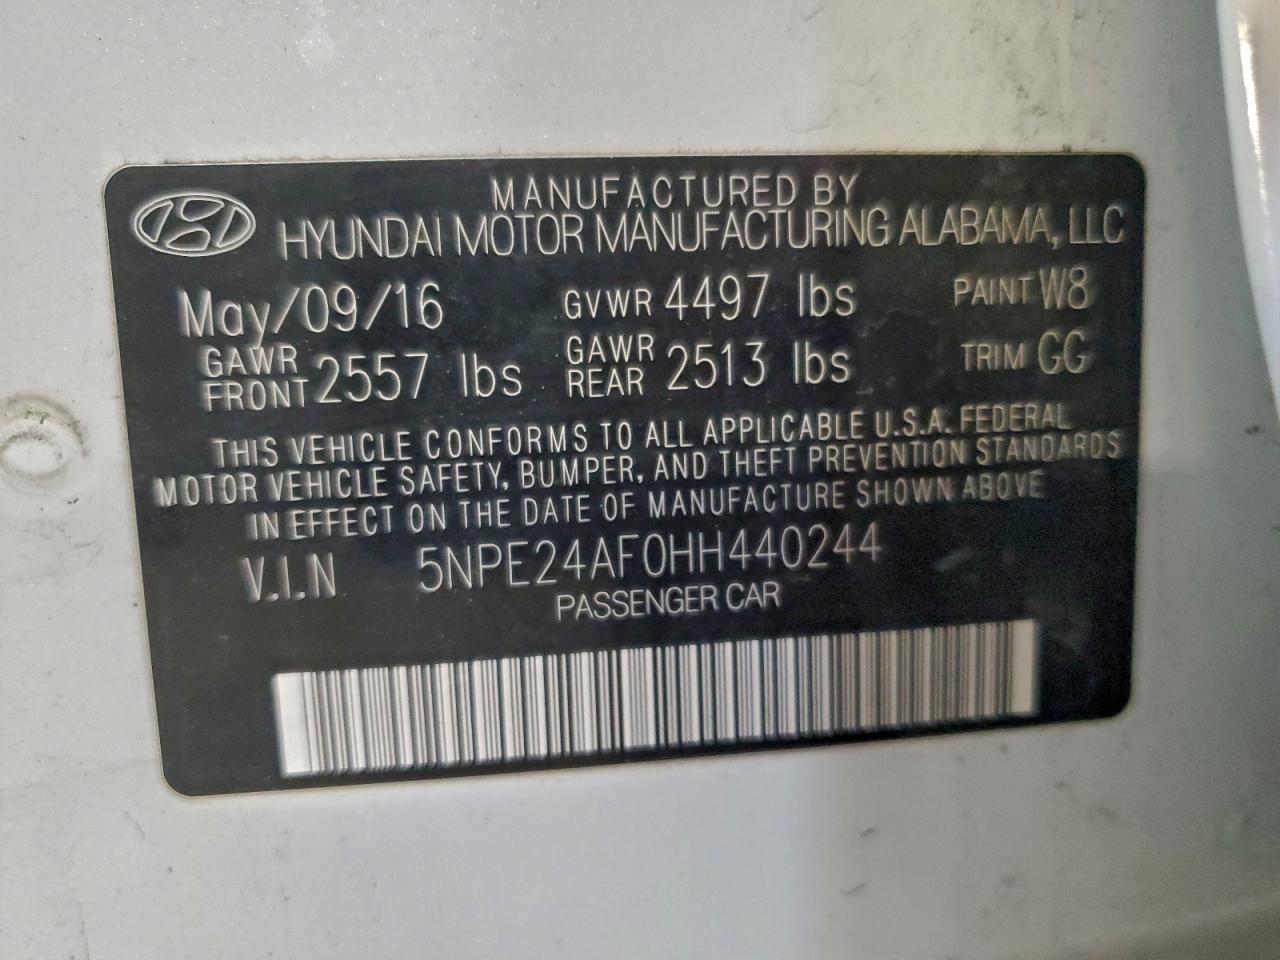 MANUFACTURED BY
HYUNDAI MOTOR MANUFACTURING ALABAMA, LLC
May/09/16 GVWR 4497 lbs PAINT W8
GAWR FRONT 2557 lbs GAWR REAR 2513 lbs TRIM GG
THIS VEHICLE CONFORMS TO ALL APPLICABLE U.S.A. FEDERAL
MOTOR VEHICLE SAFETY, BUMPER, AND THEFT PREVENTION STANDARDS
IN EFFECT ON THE DATE OF MANUFACTURE SHOWN ABOVE
V.I.N 5NPE24AF0HH440244
PASSENGER CAR